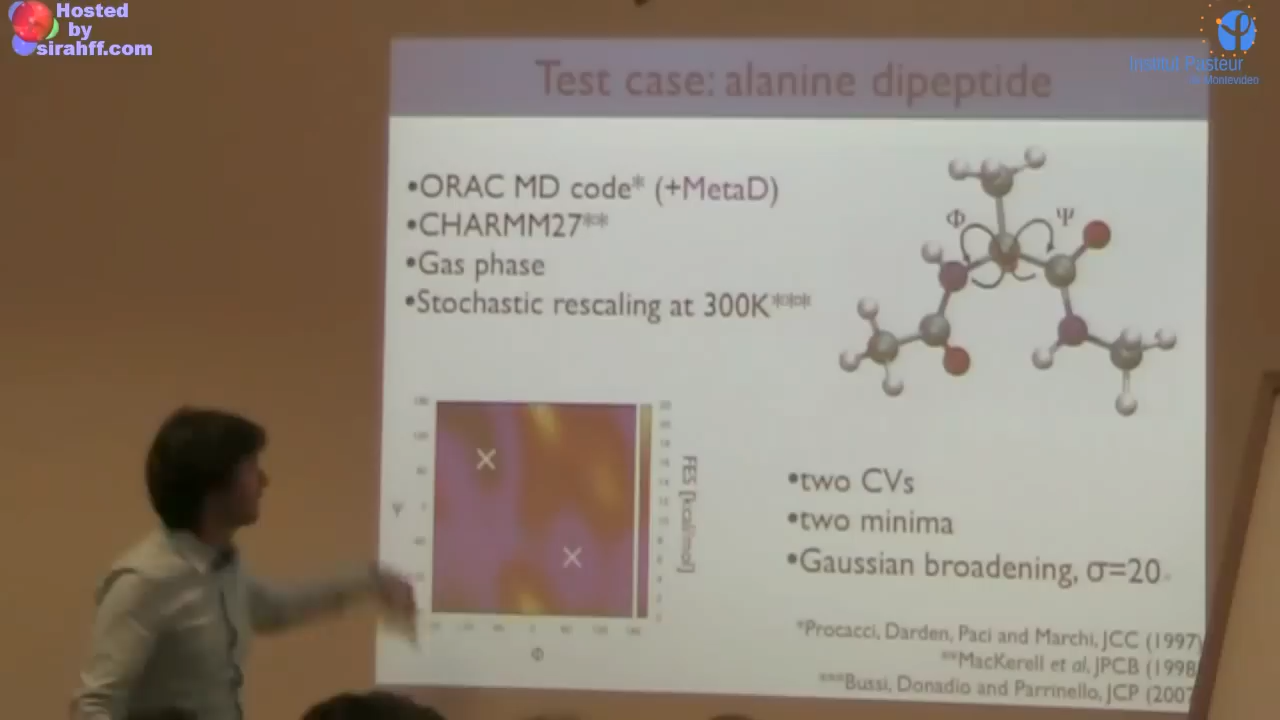 Hosted
by
sirahff.com
Institut Pasteur
de Montevideo
Test case: alanine dipeptide
•ORAC MD code* (+MetaD)
•CHARMM27**
•Gas phase
•Stochastic rescaling at 300K***
Φ
Ψ
Ψ
FES [kcal/mol]
Φ
•two CVs
•two minima
•Gaussian broadening, σ=20°
*Procacci, Darden, Paci and Marchi, JCC (1997)
**MacKerell et al, JPCB (1998
***Bussi, Donadio and Parrinello, JCP (2007